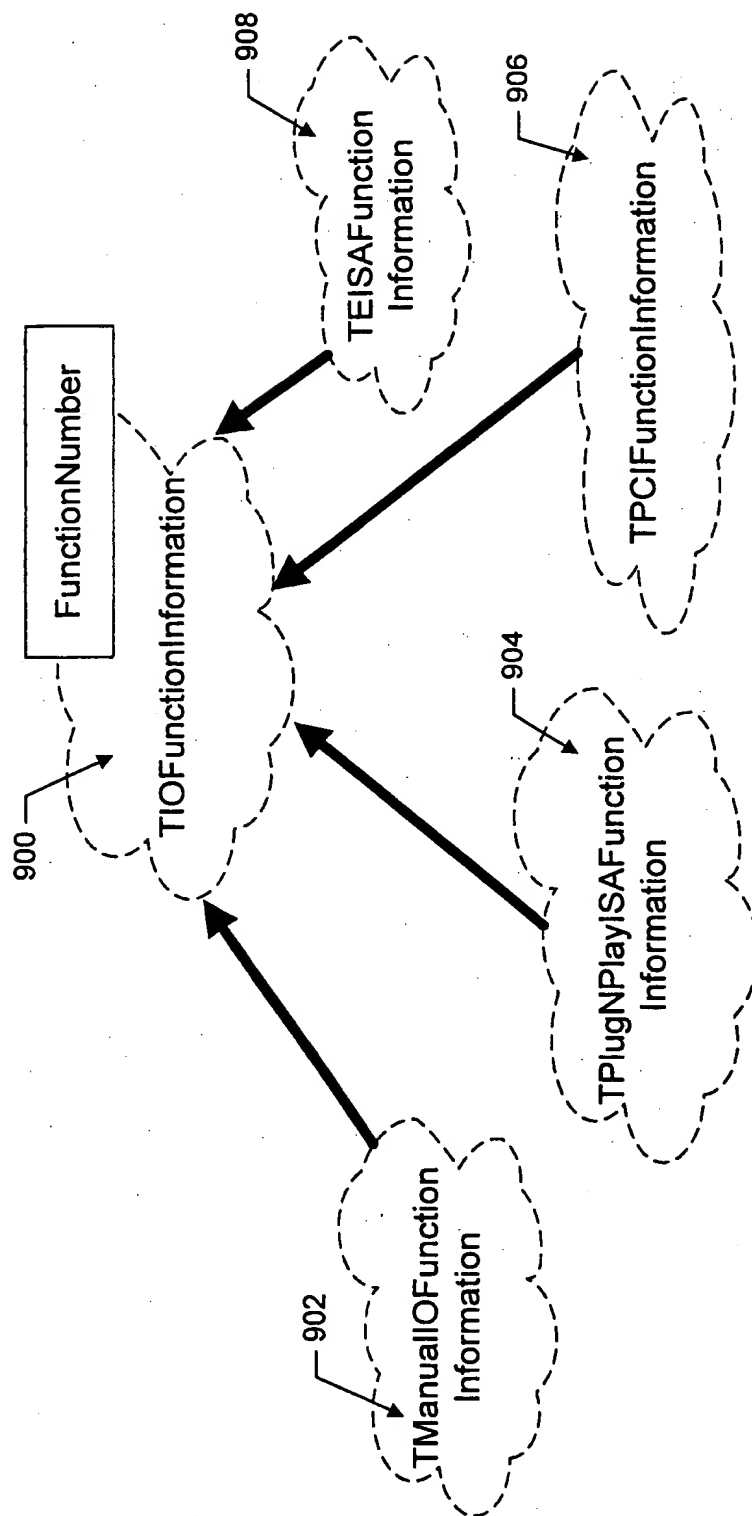 FunctionNumber
900
TIOFunctionInformation
908
TEISAFunction
Information
902
TManualIOFunction
Information
904
TPlugNPlayISAFunction
Information
906
TPCIFunctionInformation